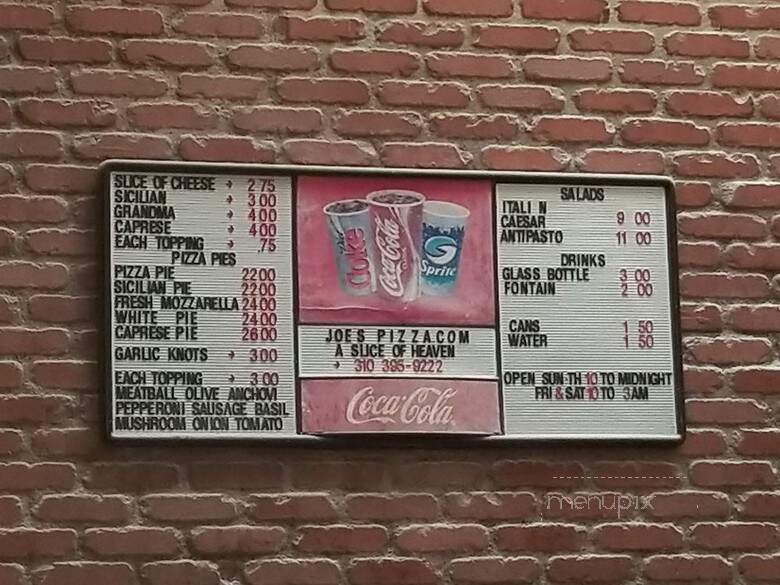 SLICE OF CHEESE → 2 75
SICILIAN → 3 00
GRANDMA → 4 00
CAPRESE → 4 00
EACH TOPPING → .75
PIZZA PIES
PIZZA PIE 22 00
SICILIAN PIE 22 00
FRESH MOZZARELLA 24 00
WHITE PIE 24 00
CAPRESE PIE 26 00
GARLIC KNOTS → 3 00
EACH TOPPING → 3 00
MEATBALL OLIVE ANCHOVI
PEPPERONI SAUSAGE BASIL
MUSHROOM ONION TOMATO
Coke
Coca-Cola
Sprite
JOES PIZZA.COM
A SLICE OF HEAVEN
→ 310 395-9222
Coca-Cola
SALADS
ITALI N
CAESAR 9 00
ANTIPASTO 11 00
DRINKS
GLASS BOTTLE 3 00
FONTAIN 2 00
CANS 1 50
WATER 1 50
OPEN SUN-TH 10 TO MIDNIGHT
FRI & SAT 10 TO 3AM
menupix